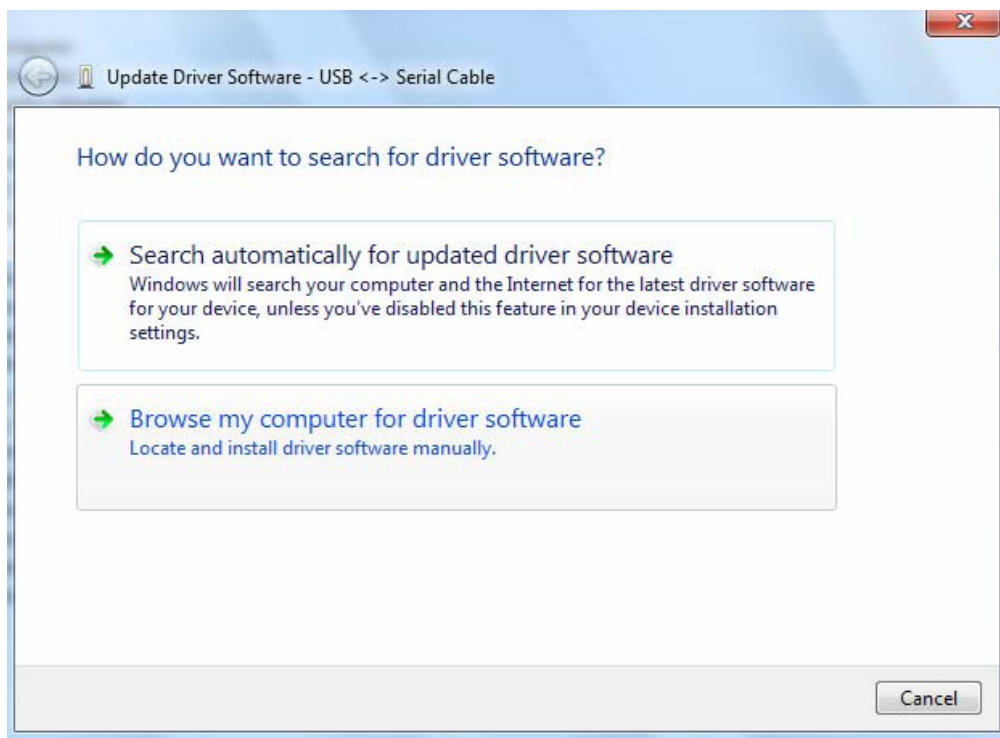 Update Driver Software - USB <-> Serial Cable
How do you want to search for driver software?
Search automatically for updated driver software
Windows will search your computer and the Internet for the latest driver software
for your device, unless you've disabled this feature in your device installation
settings.
Browse my computer for driver software
Locate and install driver software manually.
Cancel